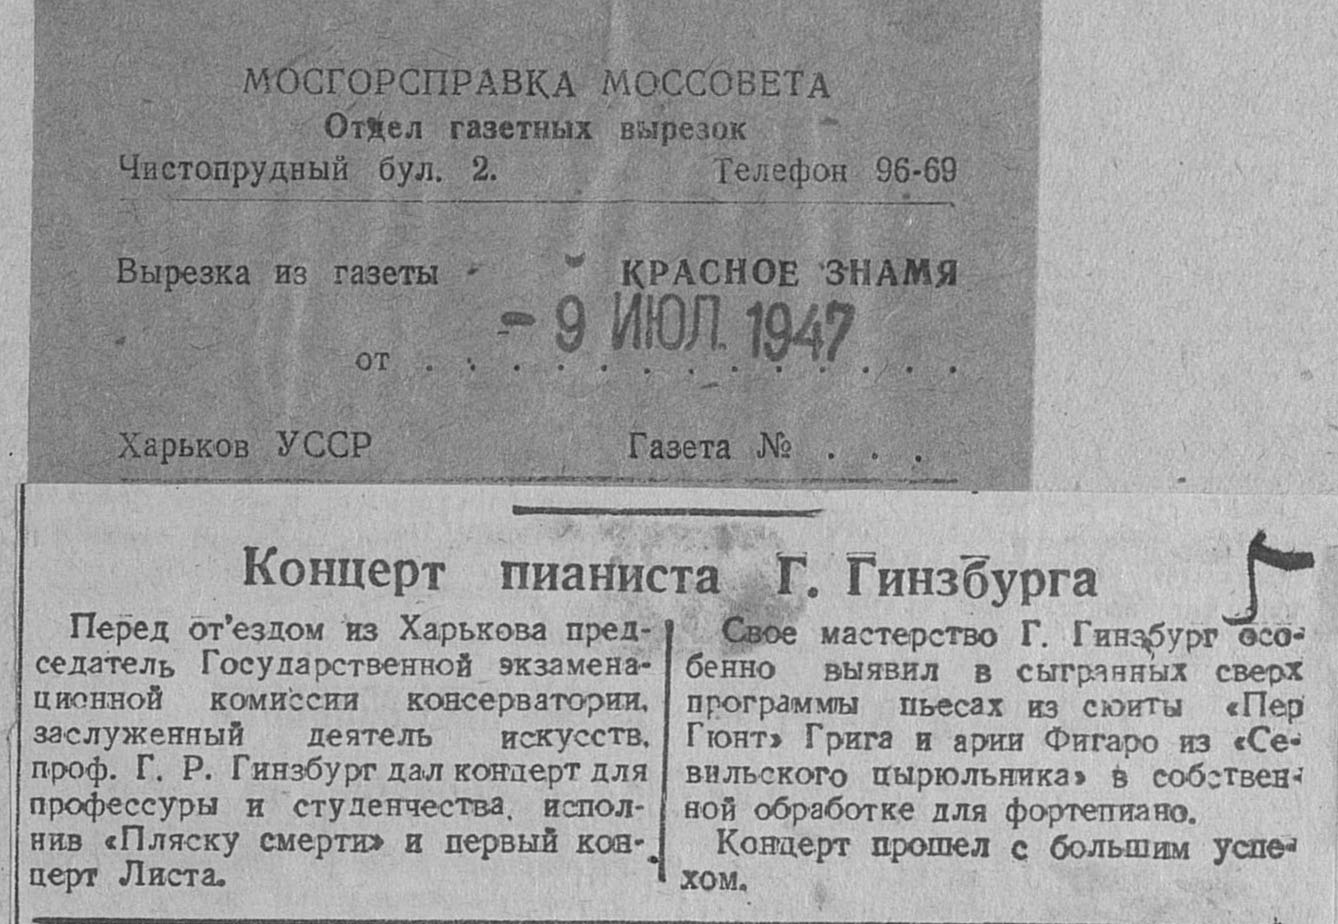 МОСГОРСПРАВКА МОССОВЕТА
Отдел газетных вырезок
Чистопрудный бул. 2. Телефон 96-69
Вырезка из газеты КРАСНОЕ ЗНАМЯ
- 9 ИЮЛ. 1947
от . . . . . . . . . . . . .
Харьков УССР Газета № . . .
Концерт пианиста Г. Гинзбурга
Перед от'ездом из Харькова пред-
седатель Государственной экзамена-
ционной комиссии консерватории,
заслуженный деятель искусств,
проф. Г. Р. Гинзбург дал концерт для
профессуры и студенчества, испол-
нив «Пляску смерти» и первый кон-
церт Листа.
Свое мастерство Г. Гинзбург осо-
бенно выявил в сыгранных сверх
программы пьесах из сюиты «Пер
Гюнт» Грига и арии Фигаро из «Се-
вильского цырюльника» в собствен-
ной обработке для фортепиано.
Концерт прошел с большим успе-
хом.